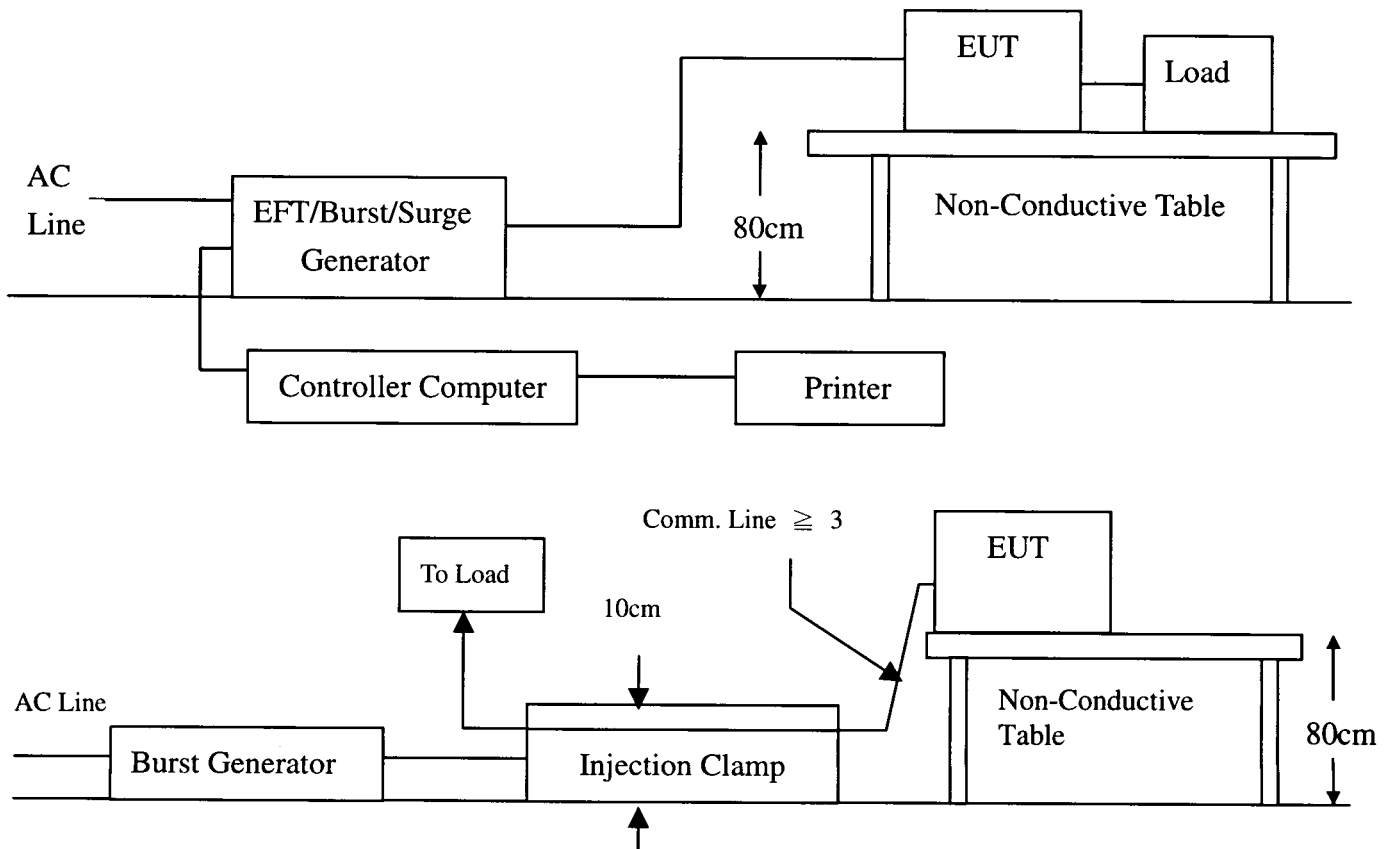 EUT
Load
AC
Line
EFT/Burst/Surge
Generator
80cm
Non-Conductive Table
Controller Computer
Printer
Comm. Line ≧ 3
EUT
To Load
10cm
AC Line
Burst Generator
Injection Clamp
Non-Conductive
Table
80cm